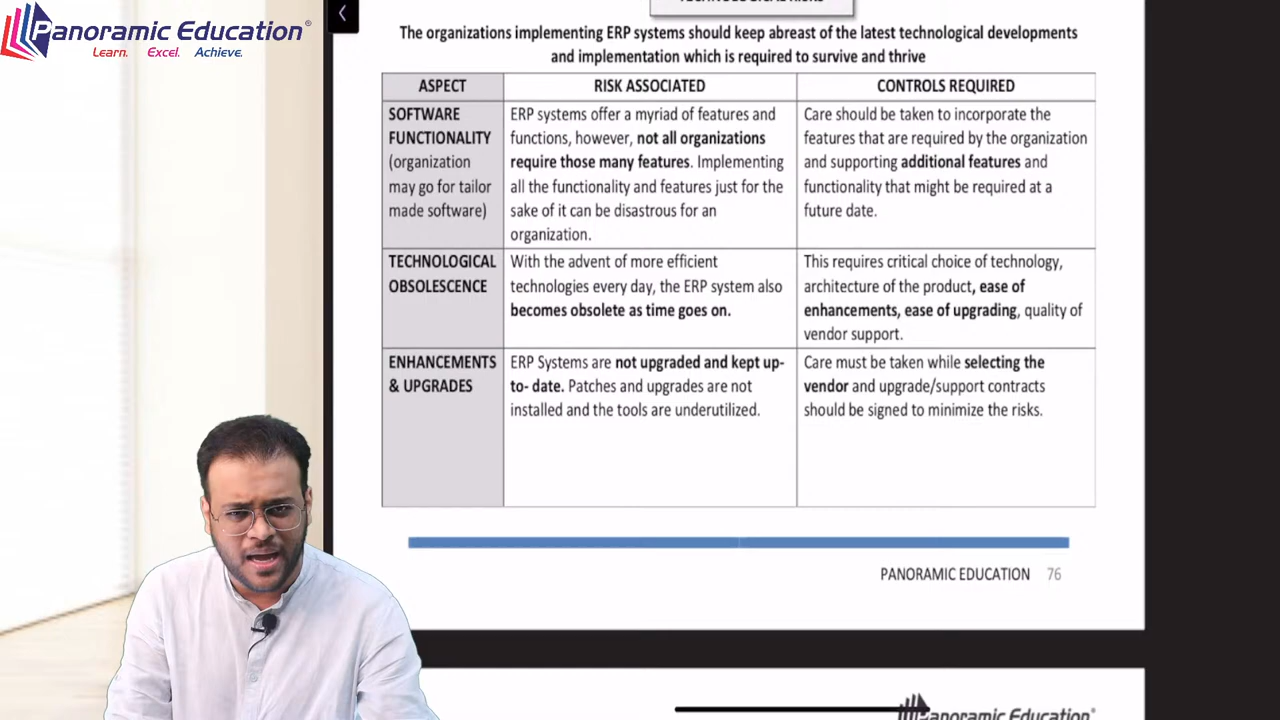 Panoramic Education®
Learn. Excel. Achieve.
TECHNOLOGICAL RISKS
The organizations implementing ERP systems should keep abreast of the latest technological developments
and implementation which is required to survive and thrive
ASPECT RISK ASSOCIATED CONTROLS REQUIRED
SOFTWARE
FUNCTIONALITY
(organization
may go for tailor
made software)
ERP systems offer a myriad of features and
functions, however, not all organizations
require those many features. Implementing
all the functionality and features just for the
sake of it can be disastrous for an
organization.
Care should be taken to incorporate the
features that are required by the organization
and supporting additional features and
functionality that might be required at a
future date.
TECHNOLOGICAL
OBSOLESCENCE
With the advent of more efficient
technologies every day, the ERP system also
becomes obsolete as time goes on.
This requires critical choice of technology,
architecture of the product, ease of
enhancements, ease of upgrading, quality of
vendor support.
ENHANCEMENTS
& UPGRADES
ERP Systems are not upgraded and kept up-
to- date. Patches and upgrades are not
installed and the tools are underutilized.
Care must be taken while selecting the
vendor and upgrade/support contracts
should be signed to minimize the risks.
PANORAMIC EDUCATION 76
Panoramic Education®